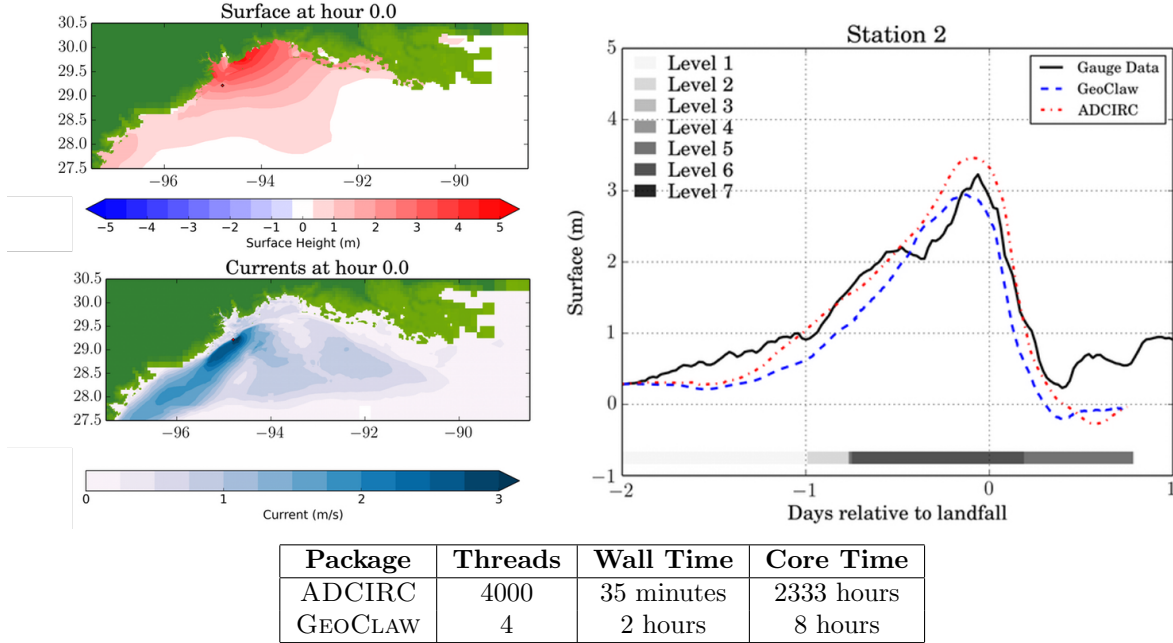 Surface at hour 0.0
30.5
30.0
29.5
29.0
28.5
28.0
27.5
−96 −94 −92 −90
−5 −4 −3 −2 −1 0 1 2 3 4 5
Surface Height (m)
Currents at hour 0.0
30.5
30.0
29.5
29.0
28.5
28.0
27.5
−96 −94 −92 −90
0 1 2 3
Current (m/s)
Station 2
Level 1
Level 2
Level 3
Level 4
Level 5
Level 6
Level 7
Gauge Data
GeoClaw
ADCIRC
5
4
3
2
1
0
−1
Surface (m)
−2 −1 0 1
Days relative to landfall
Package Threads Wall Time Core Time
ADCIRC 4000 35 minutes 2333 hours
GEOCLAW 4 2 hours 8 hours